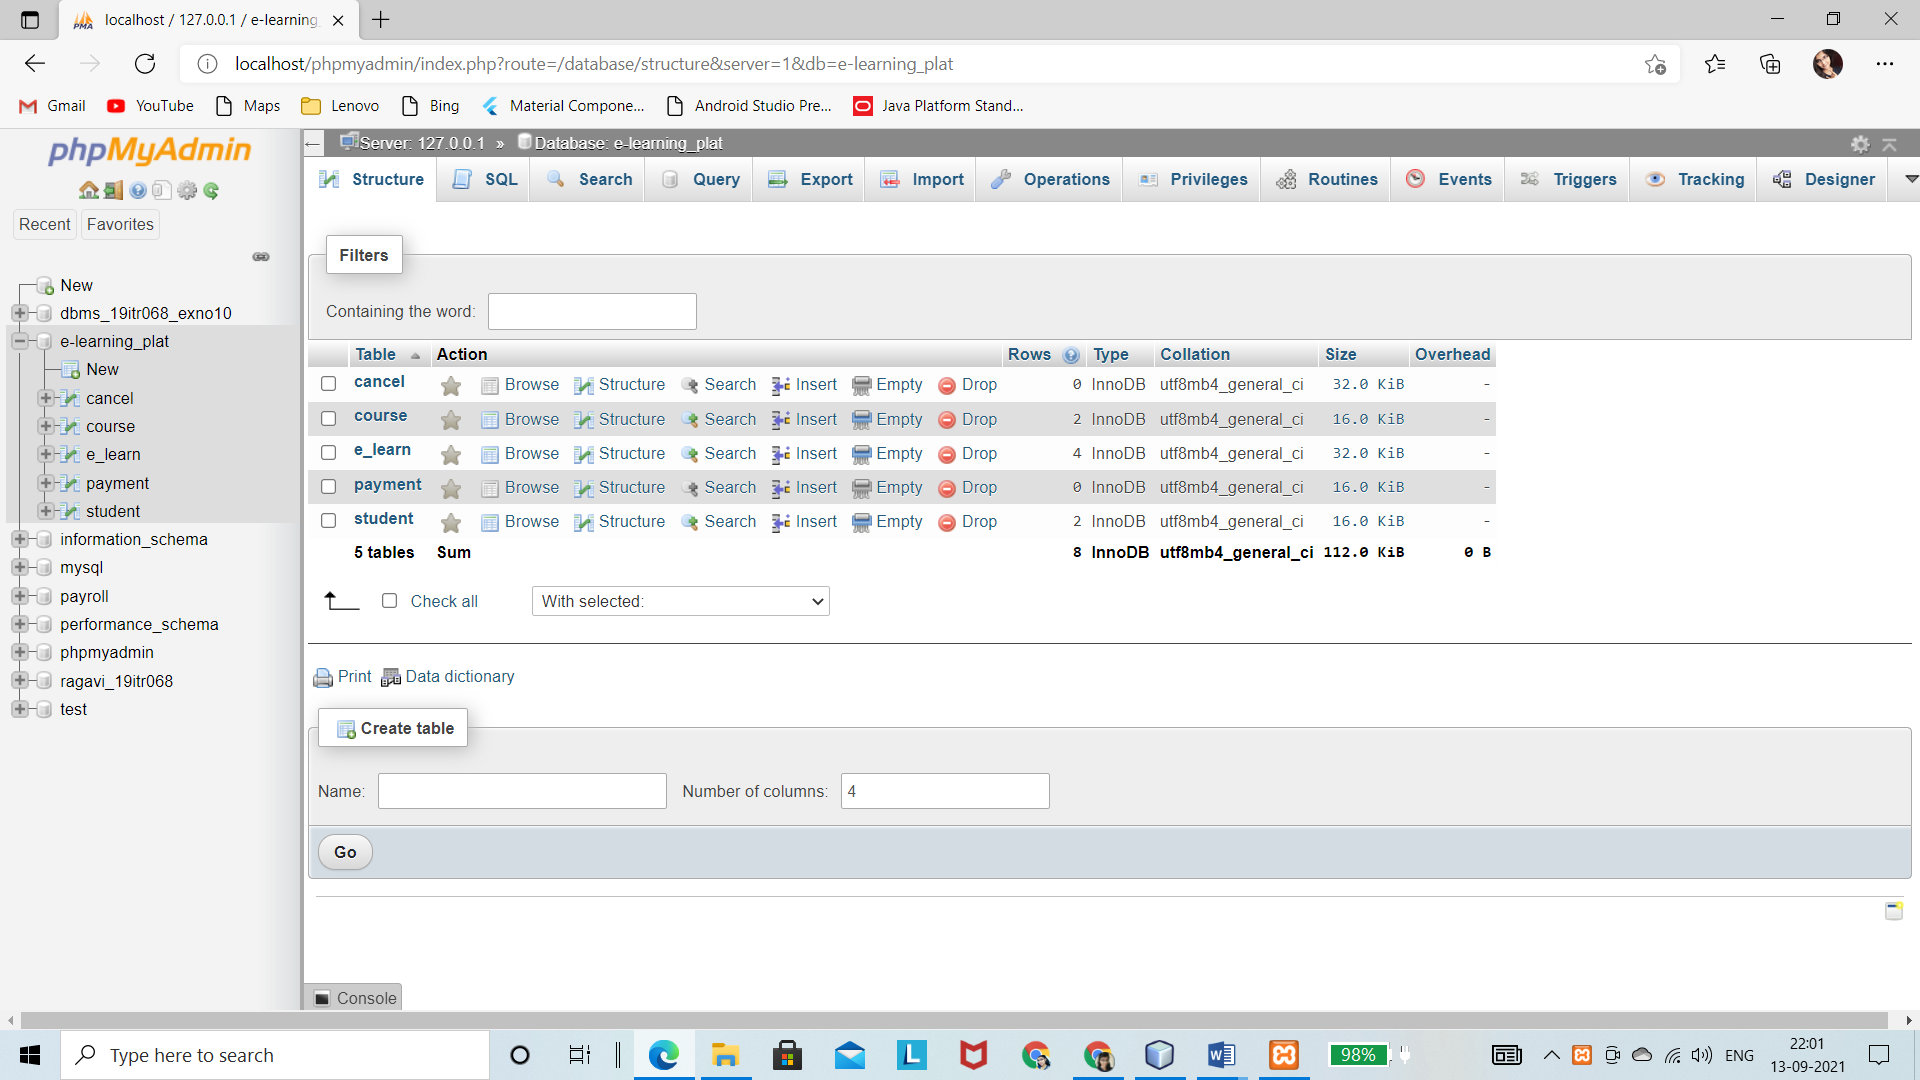 localhost / 127.0.0.1 / e-learning_
localhost/phpmyadmin/index.php?route=/database/structure&server=1&db=e-learning_plat
Gmail YouTube Maps Lenovo Bing Material Compone... Android Studio Pre... Java Platform Stand...
phpMyAdmin
Recent Favorites
New
dbms_19itr068_exno10
e-learning_plat
New
cancel
course
e_learn
payment
student
information_schema
mysql
payroll
performance_schema
phpmyadmin
ragavi_19itr068
test
Server: 127.0.0.1 » Database: e-learning_plat
Structure SQL Search Query Export Import Operations Privileges Routines Events Triggers Tracking Designer
Filters
Containing the word:
Table Action Rows Type Collation Size Overhead
cancel Browse Structure Search Insert Empty Drop 0 InnoDB utf8mb4_general_ci 32.0 KiB -
course Browse Structure Search Insert Empty Drop 2 InnoDB utf8mb4_general_ci 16.0 KiB -
e_learn Browse Structure Search Insert Empty Drop 4 InnoDB utf8mb4_general_ci 32.0 KiB -
payment Browse Structure Search Insert Empty Drop 0 InnoDB utf8mb4_general_ci 16.0 KiB -
student Browse Structure Search Insert Empty Drop 2 InnoDB utf8mb4_general_ci 16.0 KiB -
5 tables Sum 8 InnoDB utf8mb4_general_ci 112.0 KiB 0 B
Check all With selected:
Print Data dictionary
Create table
Name: Number of columns: 4
Go
Console
Type here to search
98%
ENG
22:01
13-09-2021